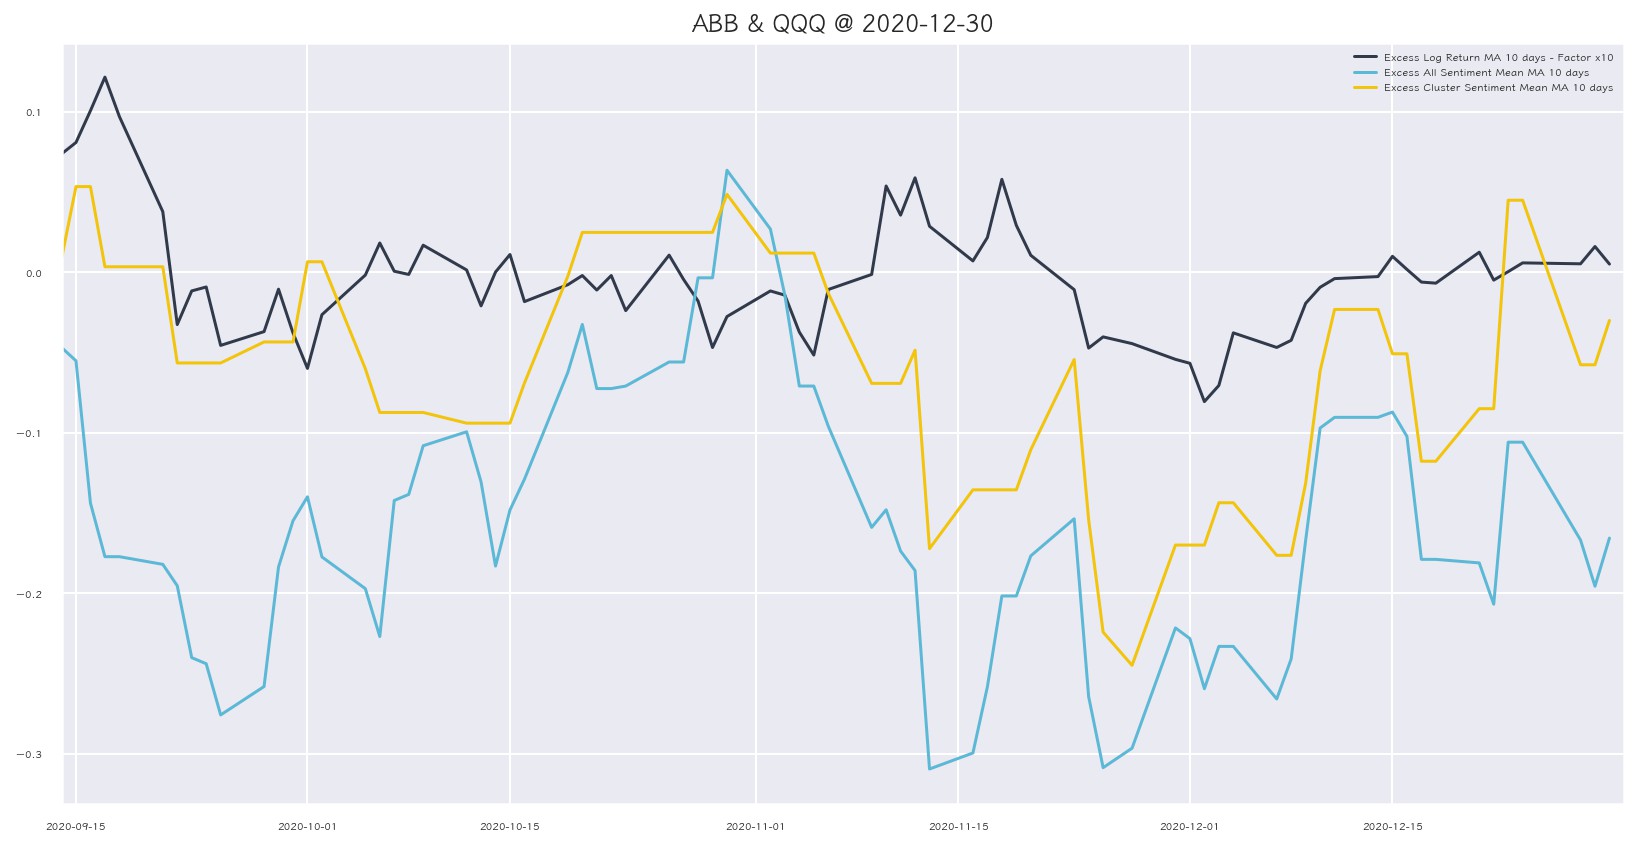 ABB & QQQ @ 2020-12-30
Excess Log Return MA 10 days - Factor x10
Excess All Sentiment Mean MA 10 days
Excess Cluster Sentiment Mean MA 10 days
0.1
0.0
−0.1
−0.2
−0.3
2020-09-15 2020-10-01 2020-10-15 2020-11-01 2020-11-15 2020-12-01 2020-12-15